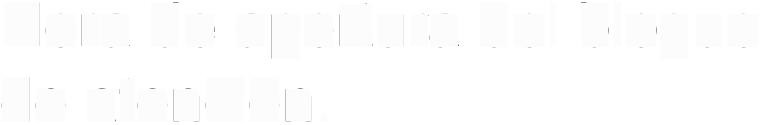 Hora de apertura del bloque
de atención.